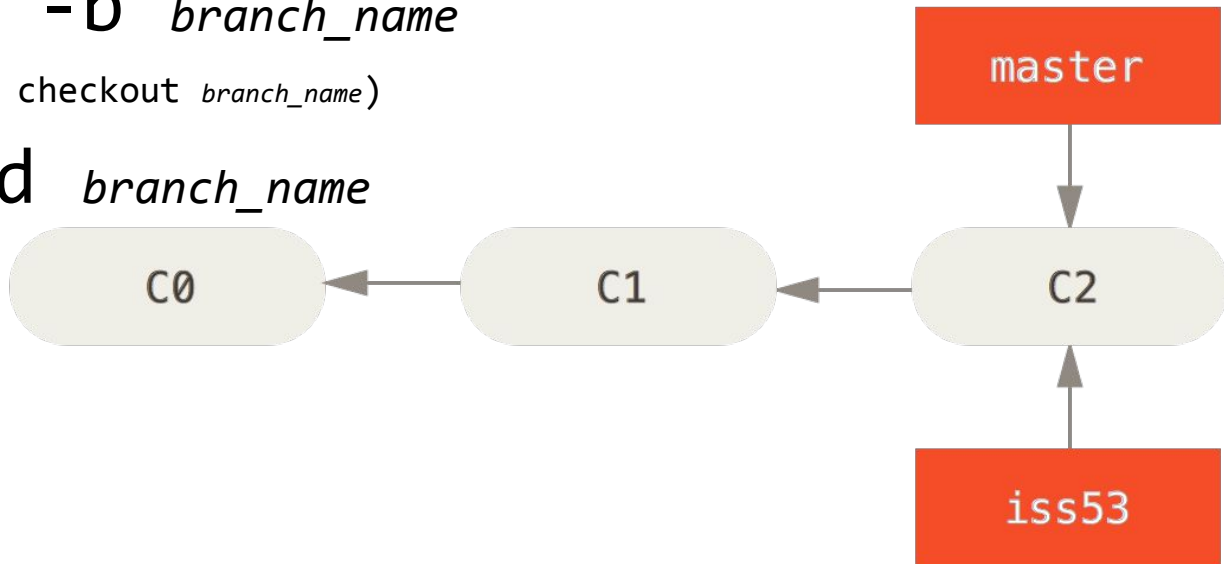 -b branch_name
checkout branch_name)
d branch_name
master
C0 C1 C2
iss53